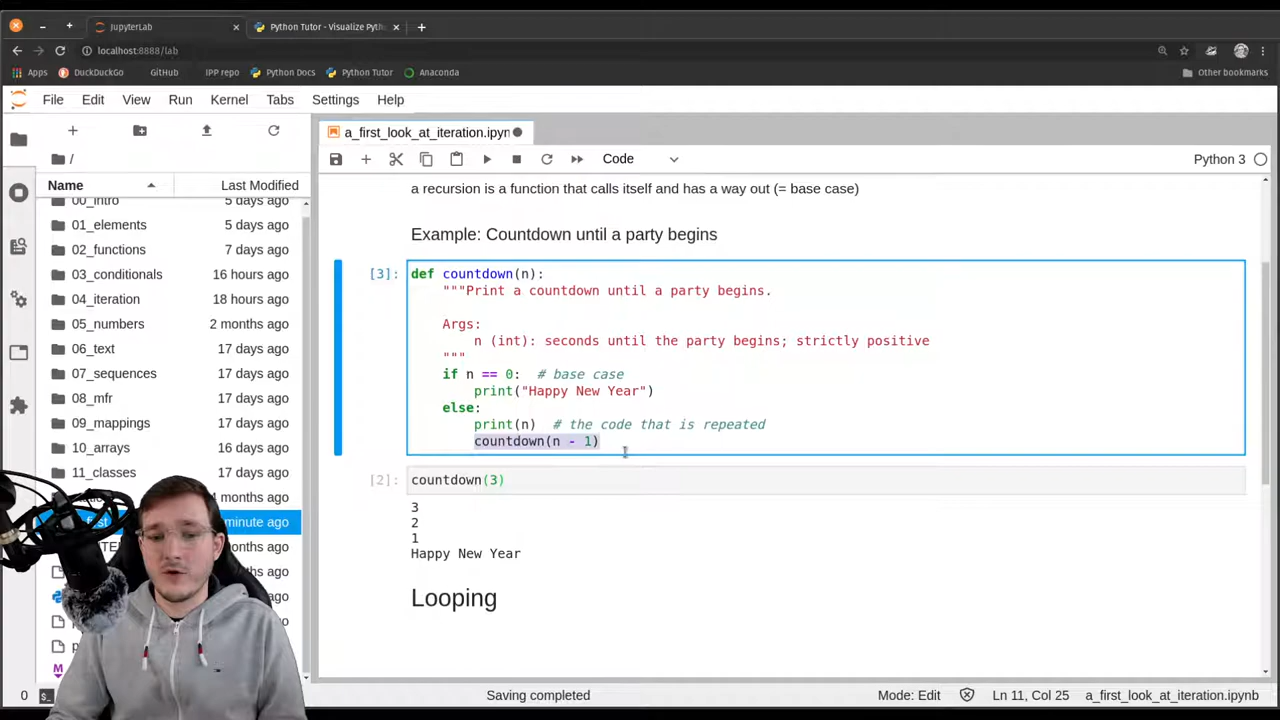 JupyterLab
Python Tutor - Visualize Pyth
localhost:8888/lab
Apps DuckDuckGo GitHub IPP repo Python Docs Python Tutor Anaconda Other bookmarks
File Edit View Run Kernel Tabs Settings Help
a_first_look_at_iteration.ipyn
/
Code
Python 3
Name Last Modified
00_intro 5 days ago
01_elements 5 days ago
02_functions 7 days ago
03_conditionals 16 hours ago
04_iteration 18 hours ago
05_numbers 2 months ago
06_text 17 days ago
07_sequences 17 days ago
08_mfr 17 days ago
09_mappings 17 days ago
10_arrays 16 days ago
11_classes 17 days ago
4 months ago
first minute ago
months ago
ago
ago
ago
ago
M
a recursion is a function that calls itself and has a way out (= base case)
Example: Countdown until a party begins
[3]: def countdown(n):
"""Print a countdown until a party begins.
Args:
n (int): seconds until the party begins; strictly positive
"""
if n == 0: # base case
print("Happy New Year")
else:
print(n) # the code that is repeated
countdown(n - 1)
[2]: countdown(3)
3
2
1
Happy New Year
Looping
0 $_ Saving completed Mode: Edit Ln 11, Col 25 a_first_look_at_iteration.ipynb